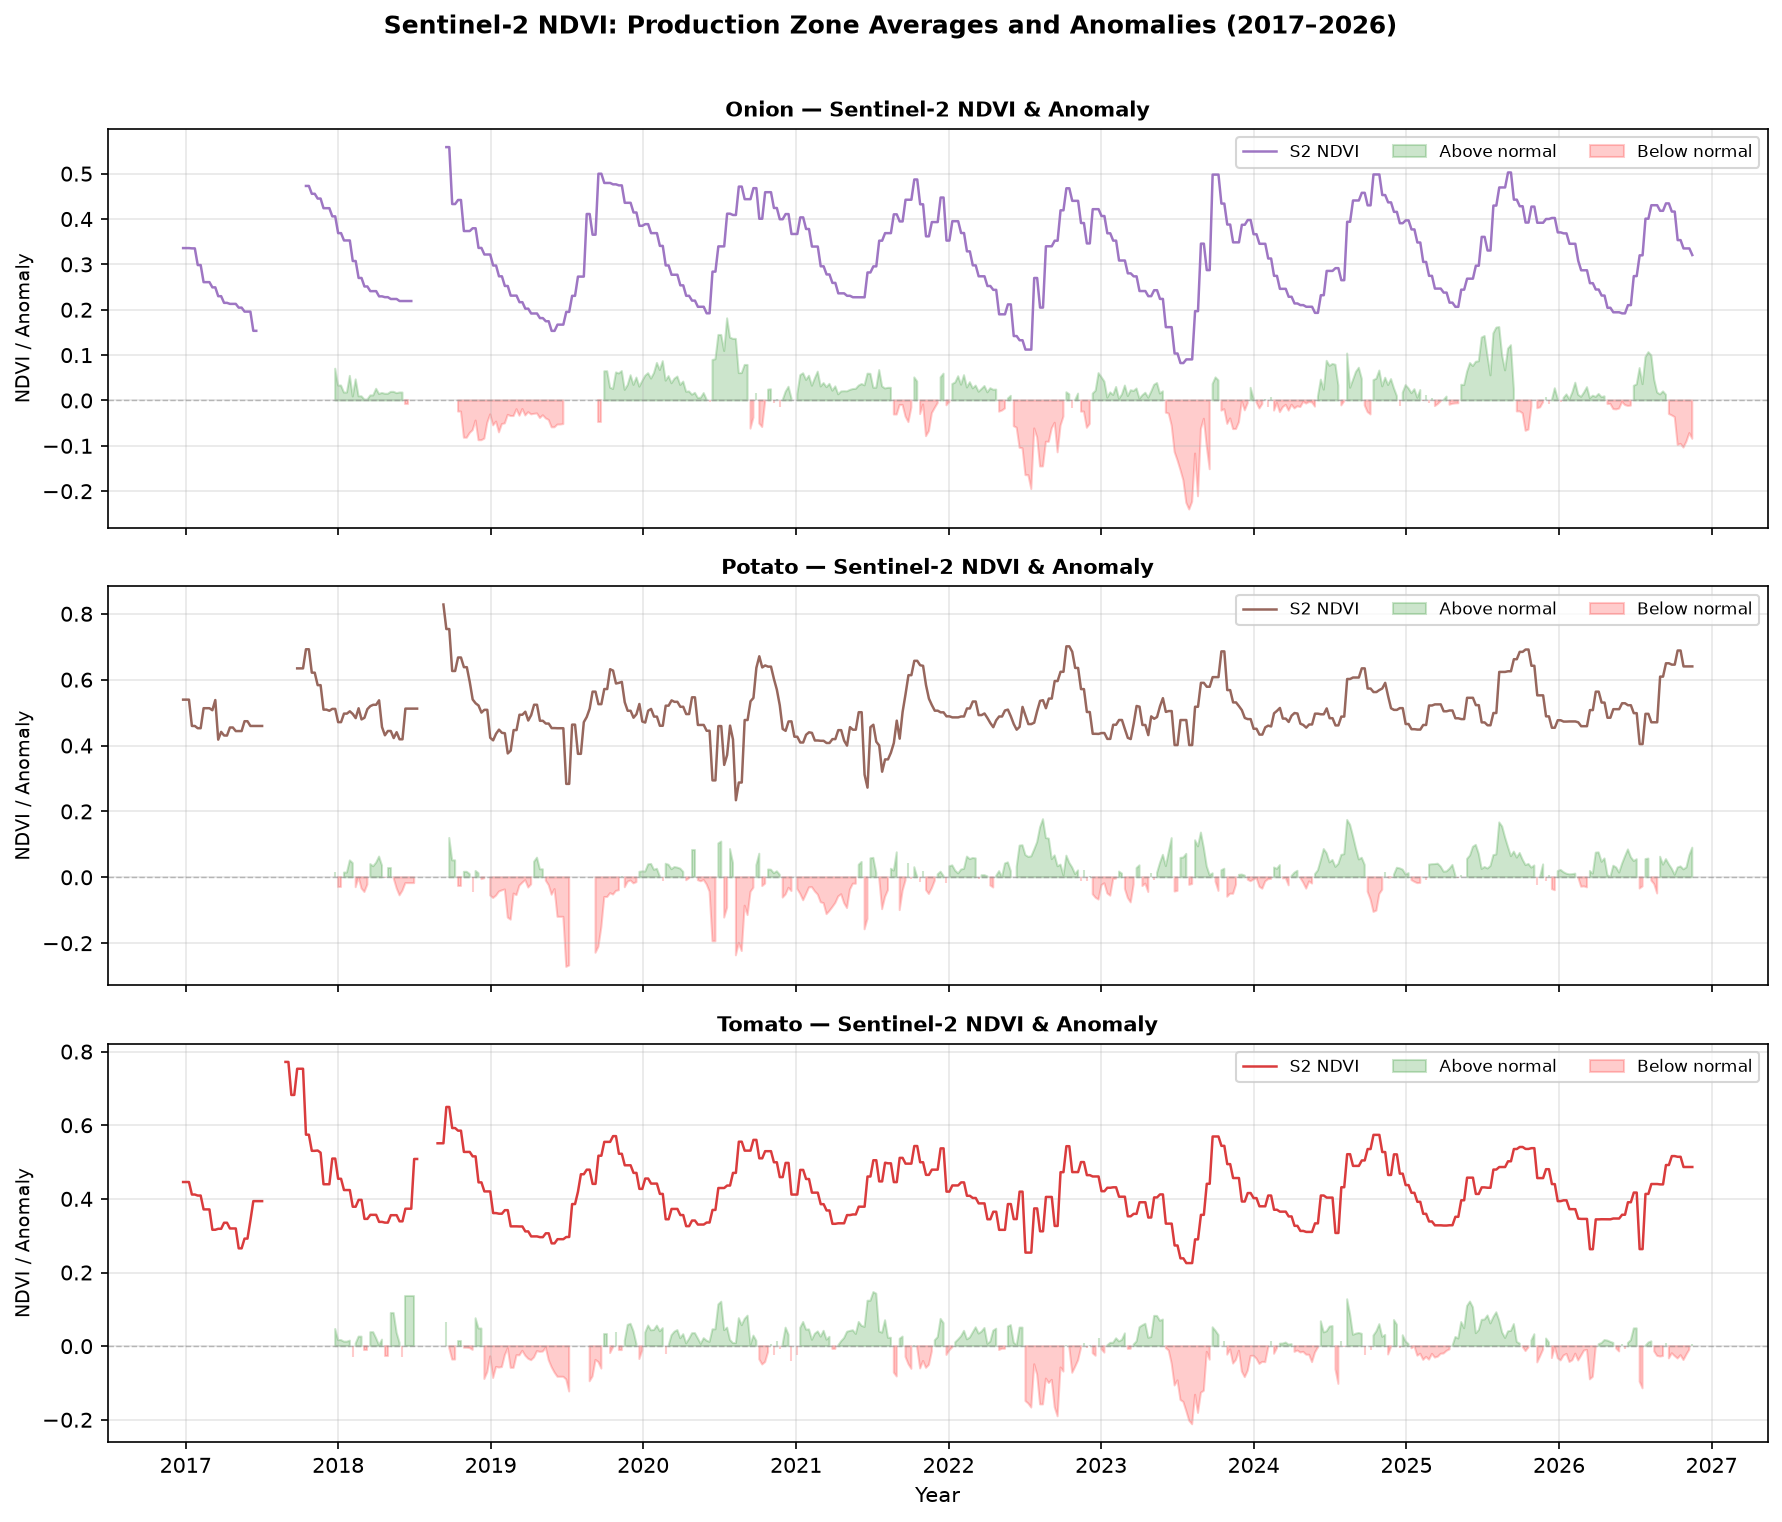 Sentinel-2 NDVI: Production Zone Averages and Anomalies (2017–2026)
Onion — Sentinel-2 NDVI & Anomaly
S2 NDVI Above normal Below normal
NDVI / Anomaly
0.5
0.4
0.3
0.2
0.1
0.0
−0.1
−0.2
Potato — Sentinel-2 NDVI & Anomaly
S2 NDVI Above normal Below normal
NDVI / Anomaly
0.8
0.6
0.4
0.2
0.0
−0.2
Tomato — Sentinel-2 NDVI & Anomaly
S2 NDVI Above normal Below normal
NDVI / Anomaly
0.8
0.6
0.4
0.2
0.0
−0.2
2017 2018 2019 2020 2021 2022 2023 2024 2025 2026 2027
Year